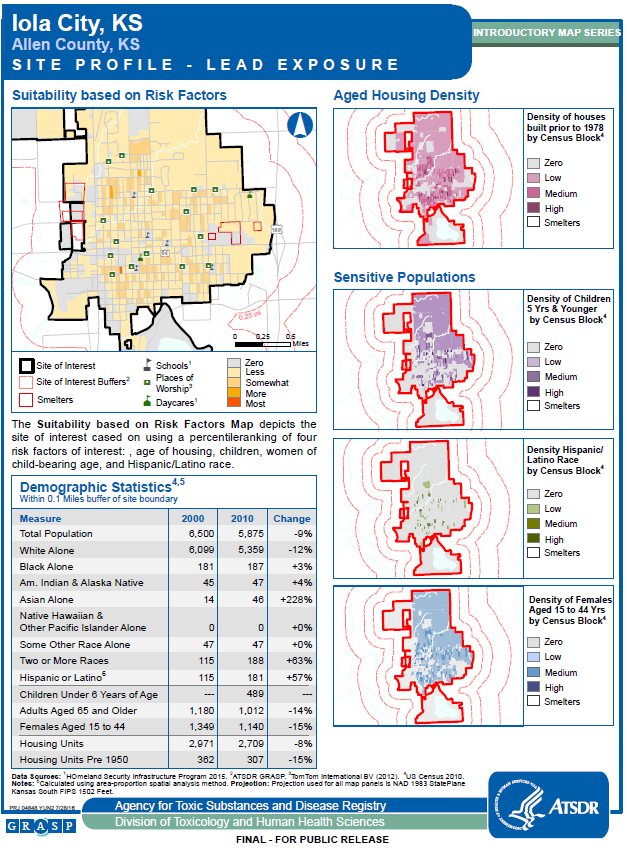 Iola City, KS
Allen County, KS
SITE PROFILE - LEAD EXPOSURE
INTRODUCTORY MAP SERIES
Suitability based on Risk Factors
169
54
0.25 mi
0 0.25 0.5
Miles
Site of Interest
Site of Interest Buffers2
Smelters
Schools1
Places of
Worship3
Daycares1
Zero
Less
Somewhat
More
Most
The Suitability based on Risk Factors Map depicts the
site of interest cased on using a percentileranking of four
risk factors of interest: , age of housing, children, women of
child-bearing age, and Hispanic/Latino race.
Demographic Statistics4,5
Within 0.1 Miles buffer of site boundary
Measure 2000 2010 Change
Total Population 6,500 5,875 -9%
White Alone 6,099 5,359 -12%
Black Alone 181 187 +3%
Am. Indian & Alaska Native 45 47 +4%
Asian Alone 14 46 +228%
Native Hawaiian &
Other Pacific Islander Alone 0 0 +0%
Some Other Race Alone 47 47 +0%
Two or More Races 115 188 +63%
Hispanic or Latino6 115 181 +57%
Children Under 6 Years of Age --- 489 ---
Adults Aged 65 and Older 1,180 1,012 -14%
Females Aged 15 to 44 1,349 1,140 -15%
Housing Units 2,971 2,709 -8%
Housing Units Pre 1950 362 307 -15%
Aged Housing Density
Density of houses
built prior to 1978
by Census Block4
Zero
Low
Medium
High
Smelters
Sensitive Populations
Density of Children
5 Yrs & Younger
by Census Block4
Zero
Low
Medium
High
Smelters
Density Hispanic/
Latino Race
by Census Block4
Zero
Low
Medium
High
Smelters
Density of Females
Aged 15 to 44 Yrs
by Census Block4
Zero
Low
Medium
High
Smelters
Data Sources: 1HOmeland Security Infrastructure Program 2015. 2ATSDR GRASP. 3TomTom International BV (2012). 4US Census 2010.
Notes: 5Calculated using area-proportion spatial analysis method. Projection: Projection used for all map panels is NAD 1983 StatePlane
Kansas South FIPS 1502 Feet.
PRJ 04848 YUN2 7/28/16
GRASP
Agency for Toxic Substances and Disease Registry
Division of Toxicology and Human Health Sciences
ATSDR
FINAL - FOR PUBLIC RELEASE